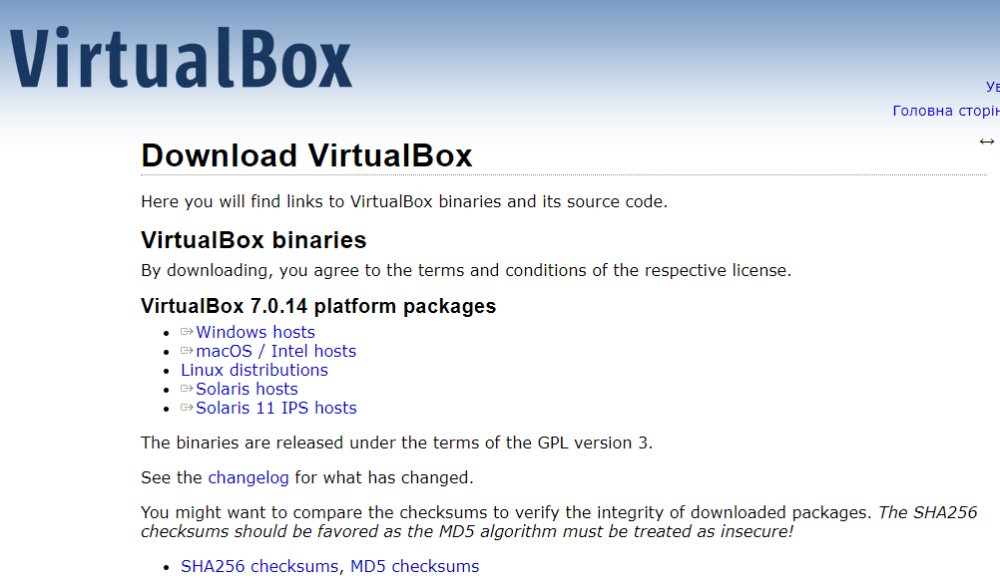 VirtualBox
Ув
Головна сторін
Download VirtualBox
Here you will find links to VirtualBox binaries and its source code.
VirtualBox binaries
By downloading, you agree to the terms and conditions of the respective license.
VirtualBox 7.0.14 platform packages
Windows hosts
macOS / Intel hosts
Linux distributions
Solaris hosts
Solaris 11 IPS hosts
The binaries are released under the terms of the GPL version 3.
See the changelog for what has changed.
You might want to compare the checksums to verify the integrity of downloaded packages. The SHA256
checksums should be favored as the MD5 algorithm must be treated as insecure!
SHA256 checksums, MD5 checksums